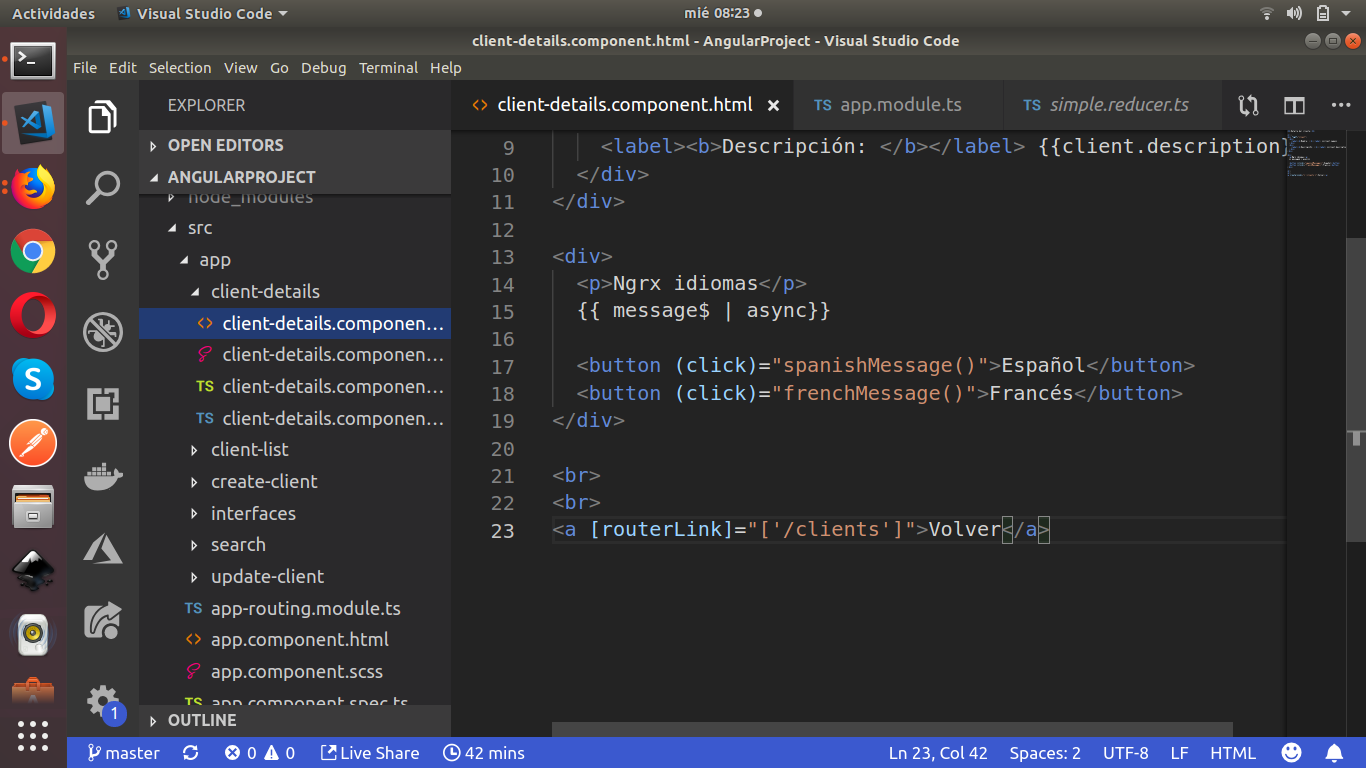 Actividades Visual Studio Code mié 08:23
client-details.component.html - AngularProject - Visual Studio Code
File Edit Selection View Go Debug Terminal Help
EXPLORER
OPEN EDITORS
ANGULARPROJECT
node_modules
src
app
client-details
<> client-details.componen...
client-details.componen...
TS client-details.componen...
TS client-details.componen...
client-list
create-client
interfaces
search
update-client
TS app-routing.module.ts
<> app.component.html
app.component.scss
TS app.component.spec.ts
OUTLINE
<> client-details.component.html × TS app.module.ts TS simple.reducer.ts ...
9 <label><b>Descripción: </b></label> {{client.description}
10 </div>
11 </div>
12
13 <div>
14 <p>Ngrx idiomas</p>
15 {{ message$ | async}}
16
17 <button (click)="spanishMessage()">Español</button>
18 <button (click)="frenchMessage()">Francés</button>
19 </div>
20
21 <br>
22 <br>
23 <a [routerLink]="['/clients']">Volver</a>
S
1
master 0 0 Live Share 42 mins Ln 23, Col 42 Spaces: 2 UTF-8 LF HTML